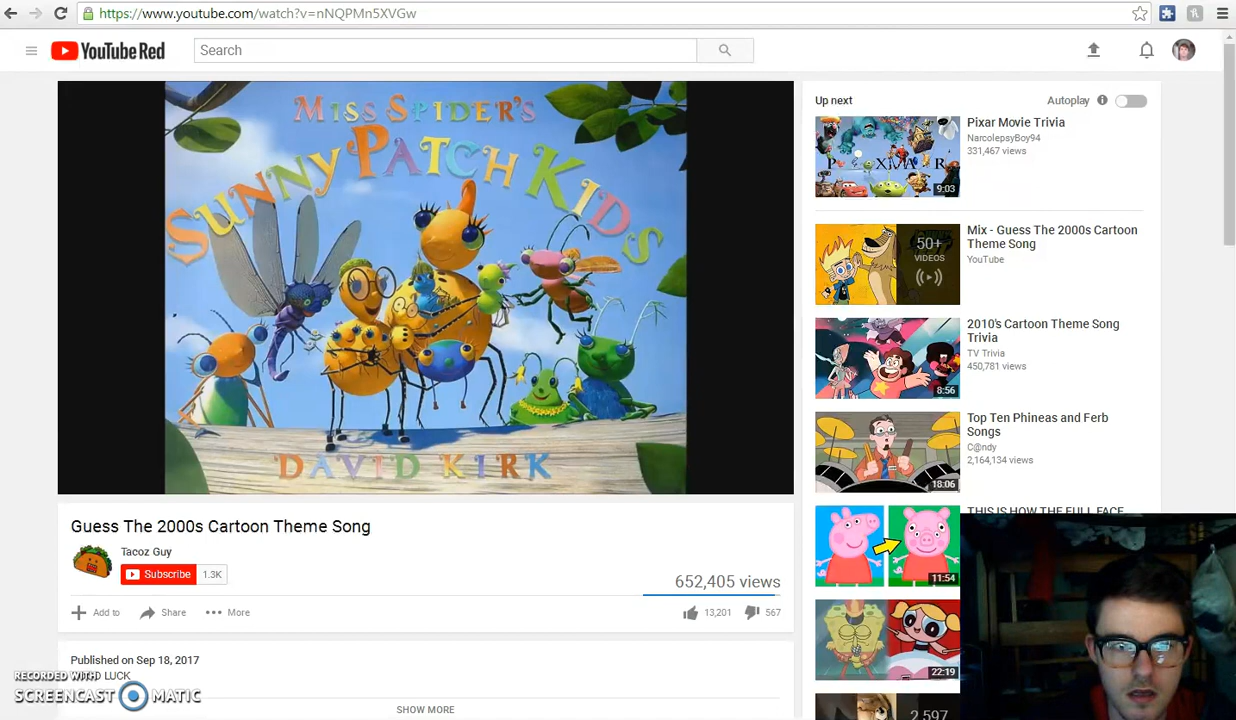 https://www.youtube.com/watch?v=nNQPMn5XVGw
YouTube Red
Search
MISS SPIDER'S
SUNNY PATCH KIDS
DAVID KIRK
Guess The 2000s Cartoon Theme Song
Tacoz Guy
Subscribe 1.3K
652,405 views
Add to Share More
13,201 567
Published on Sep 18, 2017
LUCK
RECORDED WITH
SCREENCAST MATIC
SHOW MORE
Up next Autoplay
Pixar Movie Trivia
NarcolepsyBoy94
331,467 views
9:03
Mix - Guess The 2000s Cartoon
Theme Song
YouTube
50+
VIDEOS
2010's Cartoon Theme Song
Trivia
TV Trivia
450,781 views
8:56
Top Ten Phineas and Ferb
Songs
C@ndy
2,164,134 views
18:06
THIS IS HOW THE FULL FACE
11:54
22:19
2,597